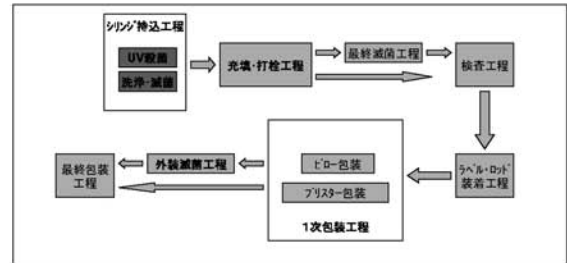 シリンジ持込工程
UV殺菌
洗浄・滅菌
充填・打栓工程
最終滅菌工程
検査工程
ラベル・ロッド
装着工程
ピロー包装
ブリスター包装
1次包装工程
外装滅菌工程
最終包装
工程